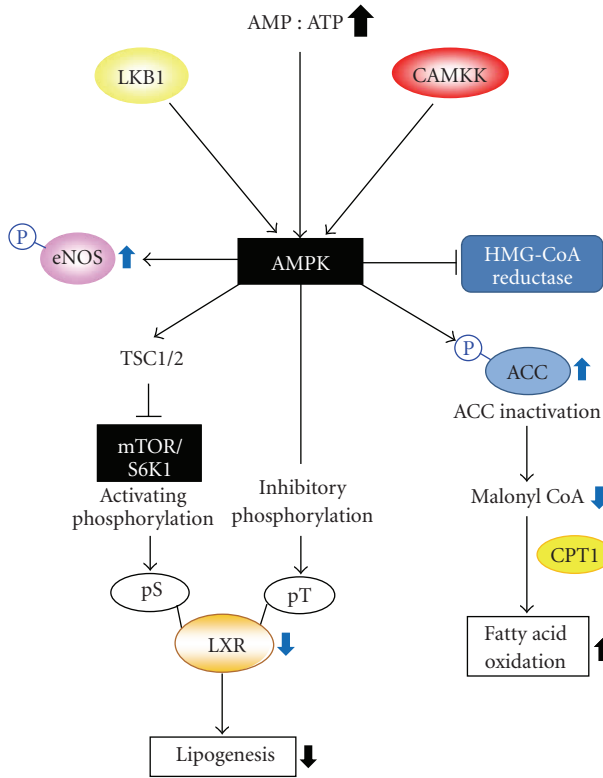 AMP : ATP
LKB1
CAMKK
P
eNOS
AMPK
HMG-CoA
reductase
TSC1/2
P
ACC
ACC inactivation
mTOR/
S6K1
Activating
phosphorylation
Inhibitory
phosphorylation
Malonyl CoA
CPT1
pS
pT
LXR
Fatty acid
oxidation
Lipogenesis